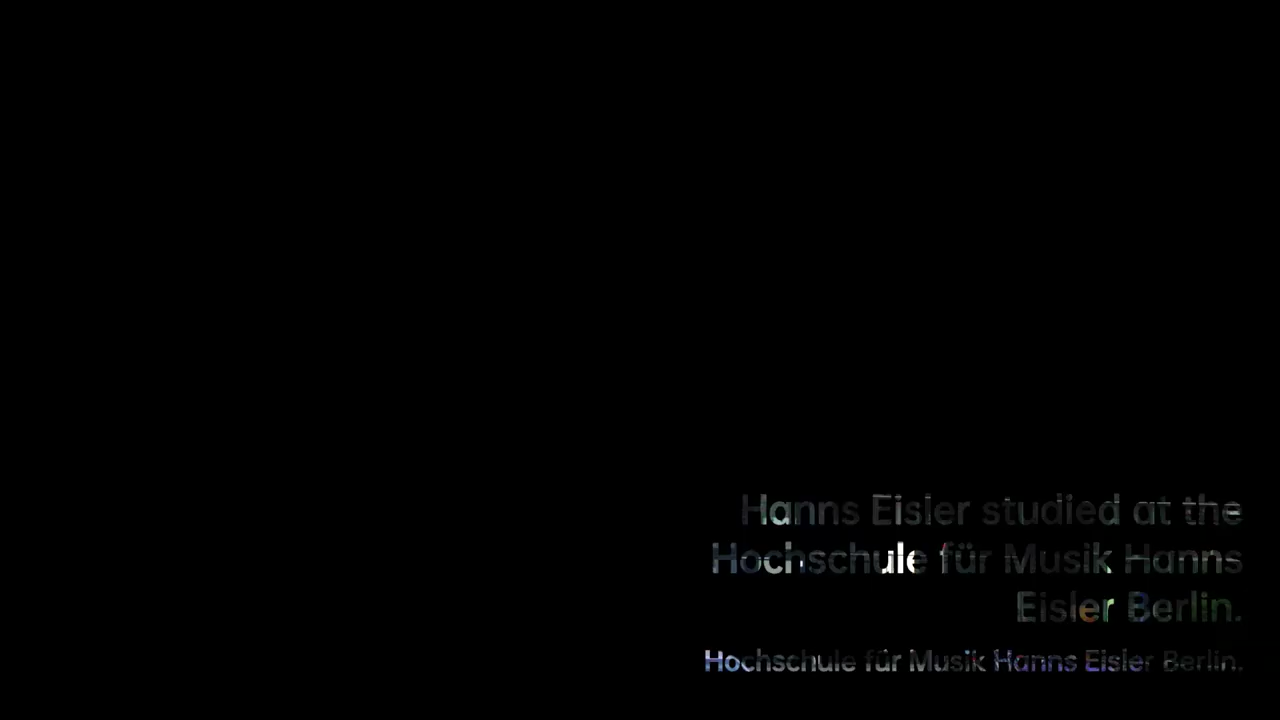 Hanns Eisler studied at the
Hochschule für Musik Hanns
Eisler Berlin.
Hochschule für Musik Hanns Eisler Berlin.